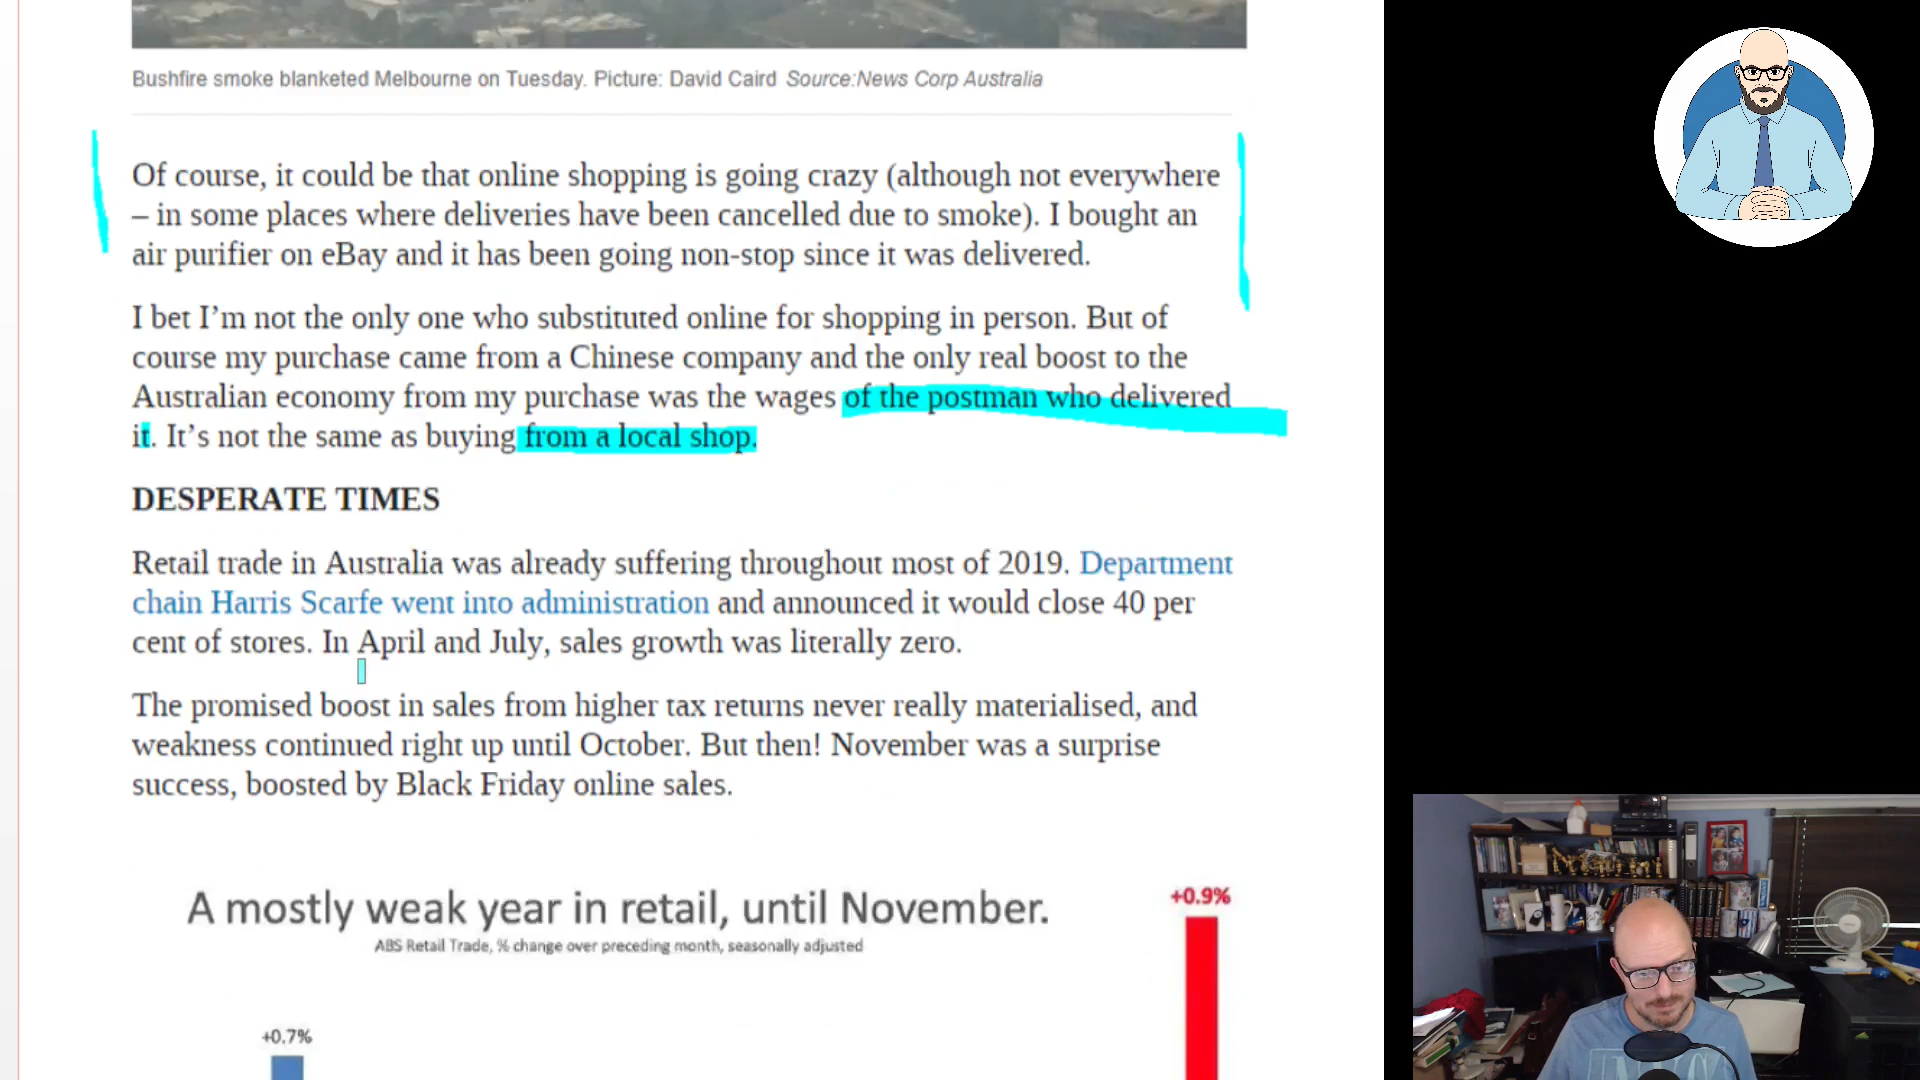 Bushfire smoke blanketed Melbourne on Tuesday. Picture: David Caird Source:News Corp Australia
Of course, it could be that online shopping is going crazy (although not everywhere
– in some places where deliveries have been cancelled due to smoke). I bought an
air purifier on eBay and it has been going non-stop since it was delivered.
I bet I’m not the only one who substituted online for shopping in person. But of
course my purchase came from a Chinese company and the only real boost to the
Australian economy from my purchase was the wages of the postman who delivered
it. It’s not the same as buying from a local shop.
DESPERATE TIMES
Retail trade in Australia was already suffering throughout most of 2019. Department
chain Harris Scarfe went into administration and announced it would close 40 per
cent of stores. In April and July, sales growth was literally zero.
The promised boost in sales from higher tax returns never really materialised, and
weakness continued right up until October. But then! November was a surprise
success, boosted by Black Friday online sales.
A mostly weak year in retail, until November.
ABS Retail Trade, % change over preceding month, seasonally adjusted
+0.9%
+0.7%